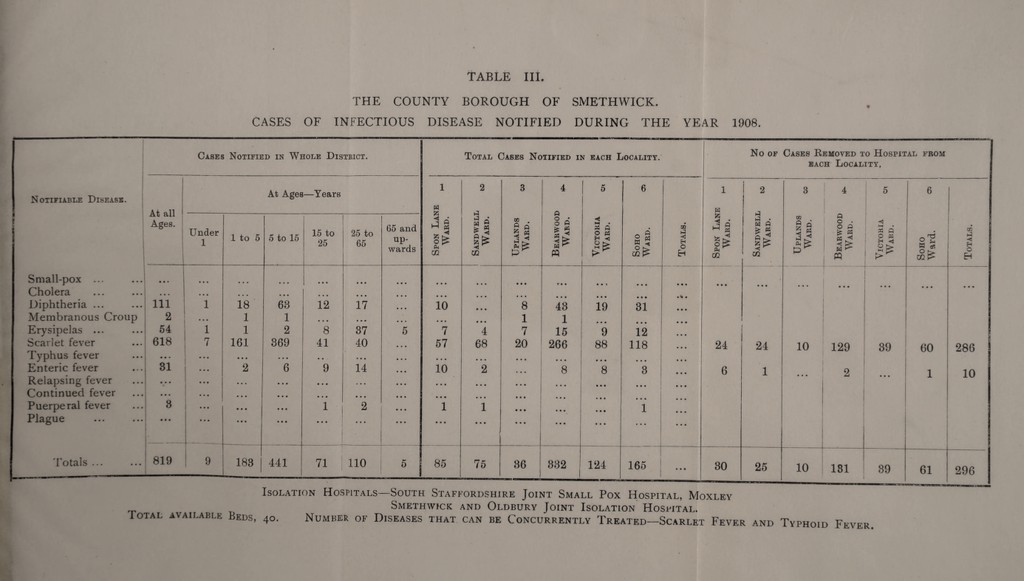 TABLE III.
THE COUNTY BOROUGH OF SMETHWICK.
CASES OF INFECTIOUS DISEASE NOTIFIED DURING THE YEAR 1908.
Notifiable Disease. Cases Notified in Whole District. Total Cases Notified in each Locality. No of Cases Removed to Hospital from each Locality.
At all Ages. At Ages—Years 1 2 3 4 5 6 1 2 3 4 5 6
Under 1 1 to 5 5 to 15 15 to 25 25 to 65 65 and upwards Spon Lane Ward. Sandwell Ward. Uplands Ward. Bearwood Ward. Victoria Ward. Soho Ward. Totals. Spon Lane Ward. Sandwell Ward. Uplands Ward. Bearwood Ward. Victoria Ward. Soho Ward. Totals.
Small-pox ... ... ... ... ... ... ... ... ... ... ... ... ... ... ... ... ... ... ... ... ... ... ...
Cholera ... ... ... ... ... ... ... ... ... ... ... ... ... ... ... ...
Diphtheria ... ... 111 1 18 63 12 17 ... 10 ... 8 43 19 31 ...
Membranous Croup 2 ... 1 1 ... ... ... ... ... 1 1 ... ... ...
Erysipelas ... ... 54 1 1 2 8 37 5 7 4 7 15 9 12 ...
Scarlet fever ... 618 7 161 369 41 40 ... 57 68 20 266 88 118 ... 24 24 10 129 39 60 286
Typhus fever ... ... ... ... ... ... ... ... ... ... ... ... ... ... ...
Enteric fever ... 31 ... 2 6 9 14 ... 10 2 ... 8 8 3 ... 6 1 ... 2 ... 1 10
Relapsing fever ... ... ... ... ... ... ... ... ... ... ... ... ... ... ...
Continued fever ... ... ... ... ... ... ... ... ... ... ... ... ... ... ...
Puerperal fever ... 3 ... ... ... 1 2 ... 1 1 ... ... ... 1 ...
Plague ... ... ... ... ... ... ... ... ... ... ... ... ... ... ... ...
Totals ... ... 819 9 183 441 71 110 5 85 75 36 332 124 165 ... 30 25 10 131 39 61 296
Isolation Hospitals—South Staffordshire Joint Small Pox Hospital, Moxley
Smethwick and Oldbury Joint Isolation Hospital.
Total available Beds, 40. Number of Diseases that can be Concurrently Treated—Scarlet Fever and Typhoid Fever.